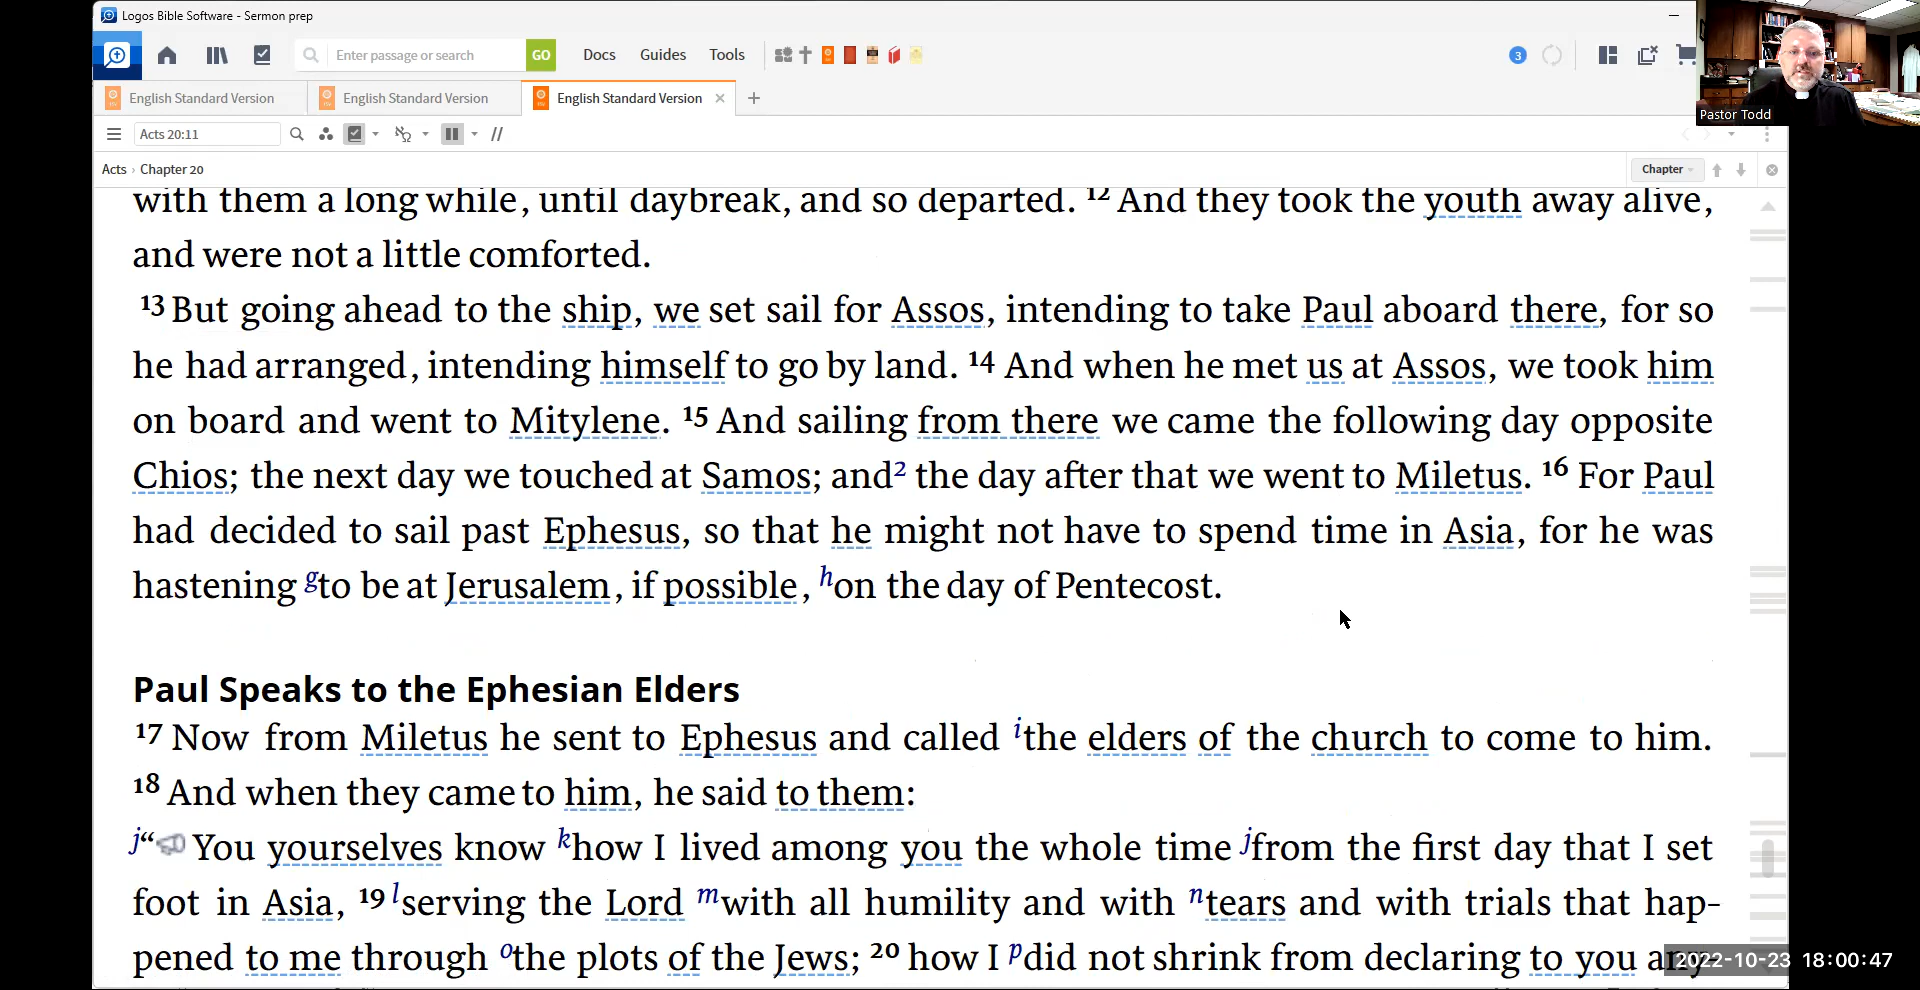 Logos Bible Software - Sermon prep
Enter passage or search
GO
Docs
Guides
Tools
3
Pastor Todd
English Standard Version
English Standard Version
English Standard Version
Acts 20:11
Acts › Chapter 20
Chapter
with them a long while, until daybreak, and so departed. 12 And they took the youth away alive,
and were not a little comforted.
13 But going ahead to the ship, we set sail for Assos, intending to take Paul aboard there, for so
he had arranged, intending himself to go by land. 14 And when he met us at Assos, we took him
on board and went to Mitylene. 15 And sailing from there we came the following day opposite
Chios; the next day we touched at Samos; and2 the day after that we went to Miletus. 16 For Paul
had decided to sail past Ephesus, so that he might not have to spend time in Asia, for he was
hastening g to be at Jerusalem, if possible, h on the day of Pentecost.
Paul Speaks to the Ephesian Elders
17 Now from Miletus he sent to Ephesus and called i the elders of the church to come to him.
18 And when they came to him, he said to them:
j “You yourselves know k how I lived among you the whole time j from the first day that I set
foot in Asia, 19 l serving the Lord m with all humility and with n tears and with trials that hap-
pened to me through o the plots of the Jews; 20 how I p did not shrink from declaring to you any-
2022-10-23 18:00:47